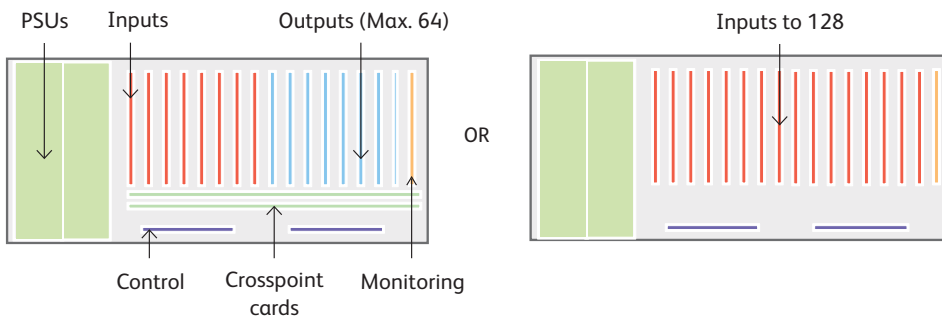 PSUs
Inputs
Outputs (Max. 64)
Inputs to 128
OR
Control
Crosspoint
cards
Monitoring